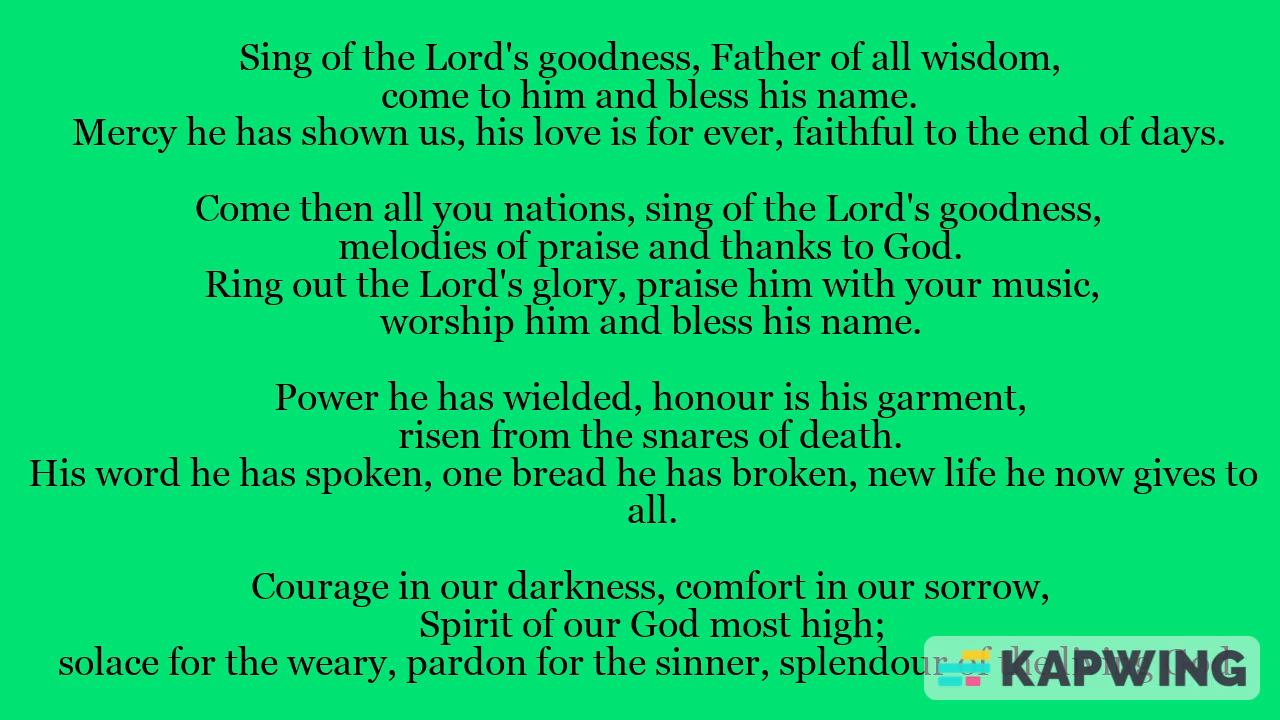 Sing of the Lord's goodness, Father of all wisdom,
come to him and bless his name.
Mercy he has shown us, his love is for ever, faithful to the end of days.
Come then all you nations, sing of the Lord's goodness,
melodies of praise and thanks to God.
Ring out the Lord's glory, praise him with your music,
worship him and bless his name.
Power he has wielded, honour is his garment,
risen from the snares of death.
His word he has spoken, one bread he has broken, new life he now gives to
all.
Courage in our darkness, comfort in our sorrow,
Spirit of our God most high;
solace for the weary, pardon for the sinner, splendour of the living God.
KAPWING